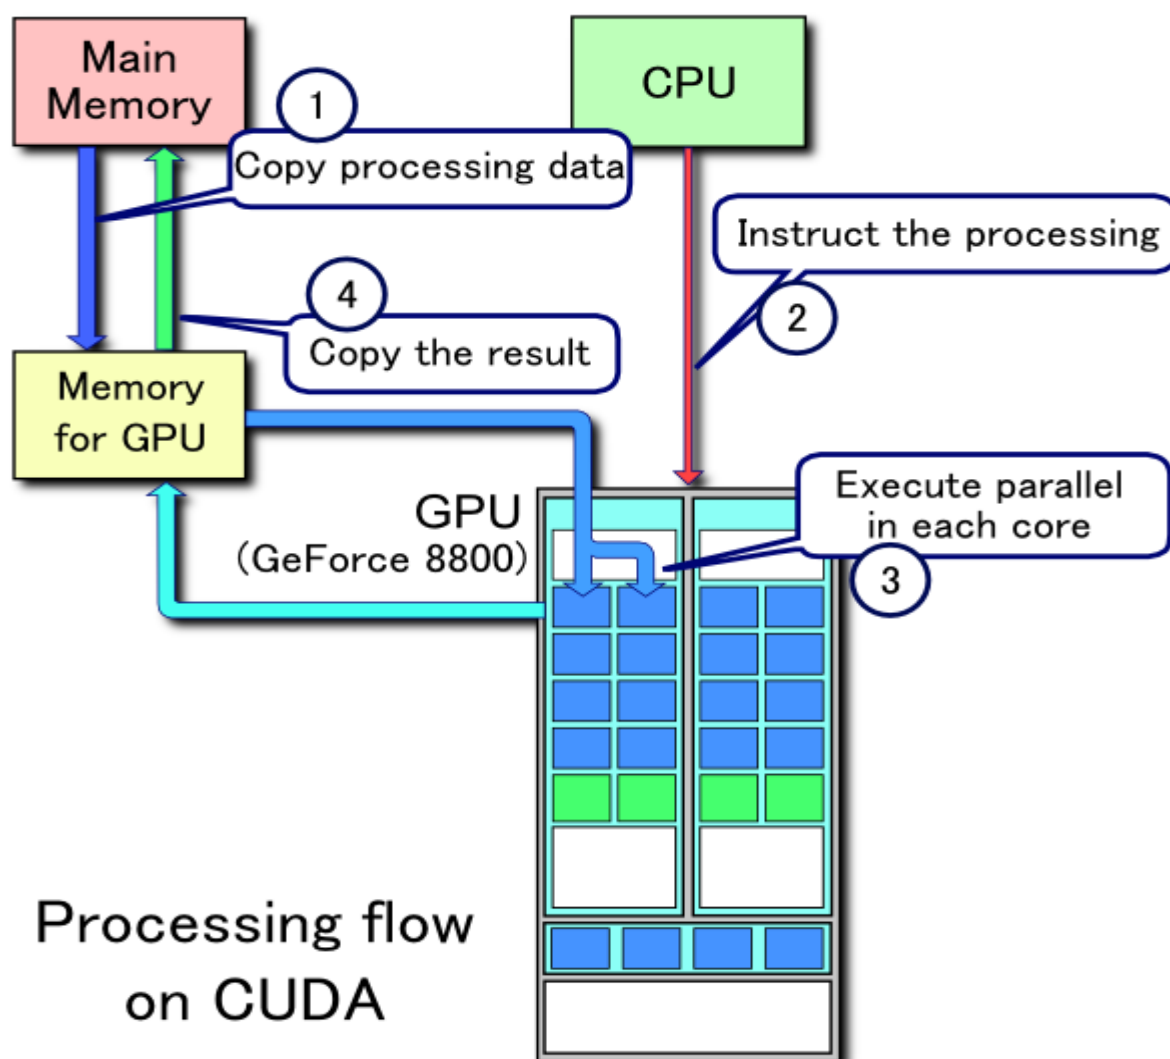 Main
Memory
CPU
1
Copy processing data
Instruct the processing
2
4
Copy the result
Memory
for GPU
GPU
(GeForce 8800)
Execute parallel
in each core
3
Processing flow
on CUDA